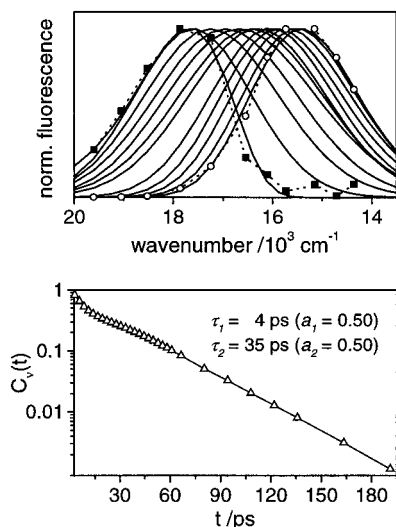 norm. fluorescence
20 18 16 14
wavenumber /10³ cm⁻¹
1
0.1
0.01
C_v(t)
τ₁ = 4 ps (a₁ = 0.50)
τ₂ = 35 ps (a₂ = 0.50)
30 60 90 120 150 180
t /ps